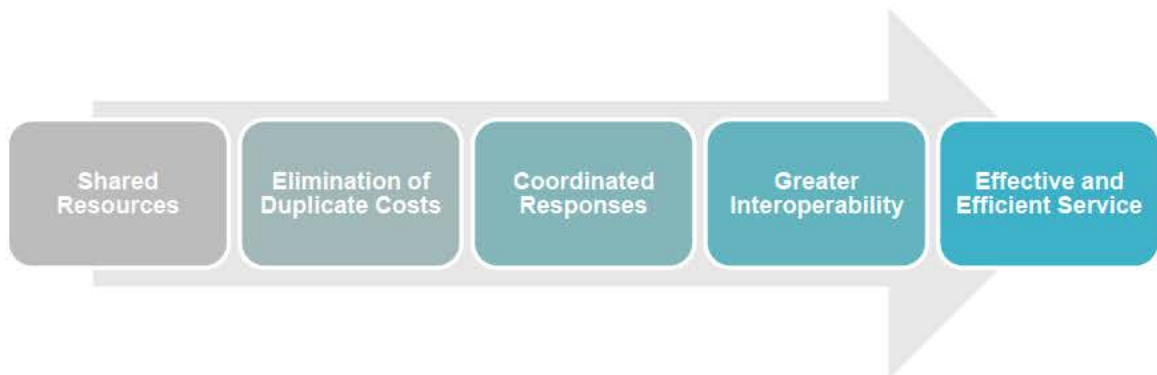 Shared
Resources
Elimination of
Duplicate Costs
Coordinated
Responses
Greater
Interoperability
Effective and
Efficient Service